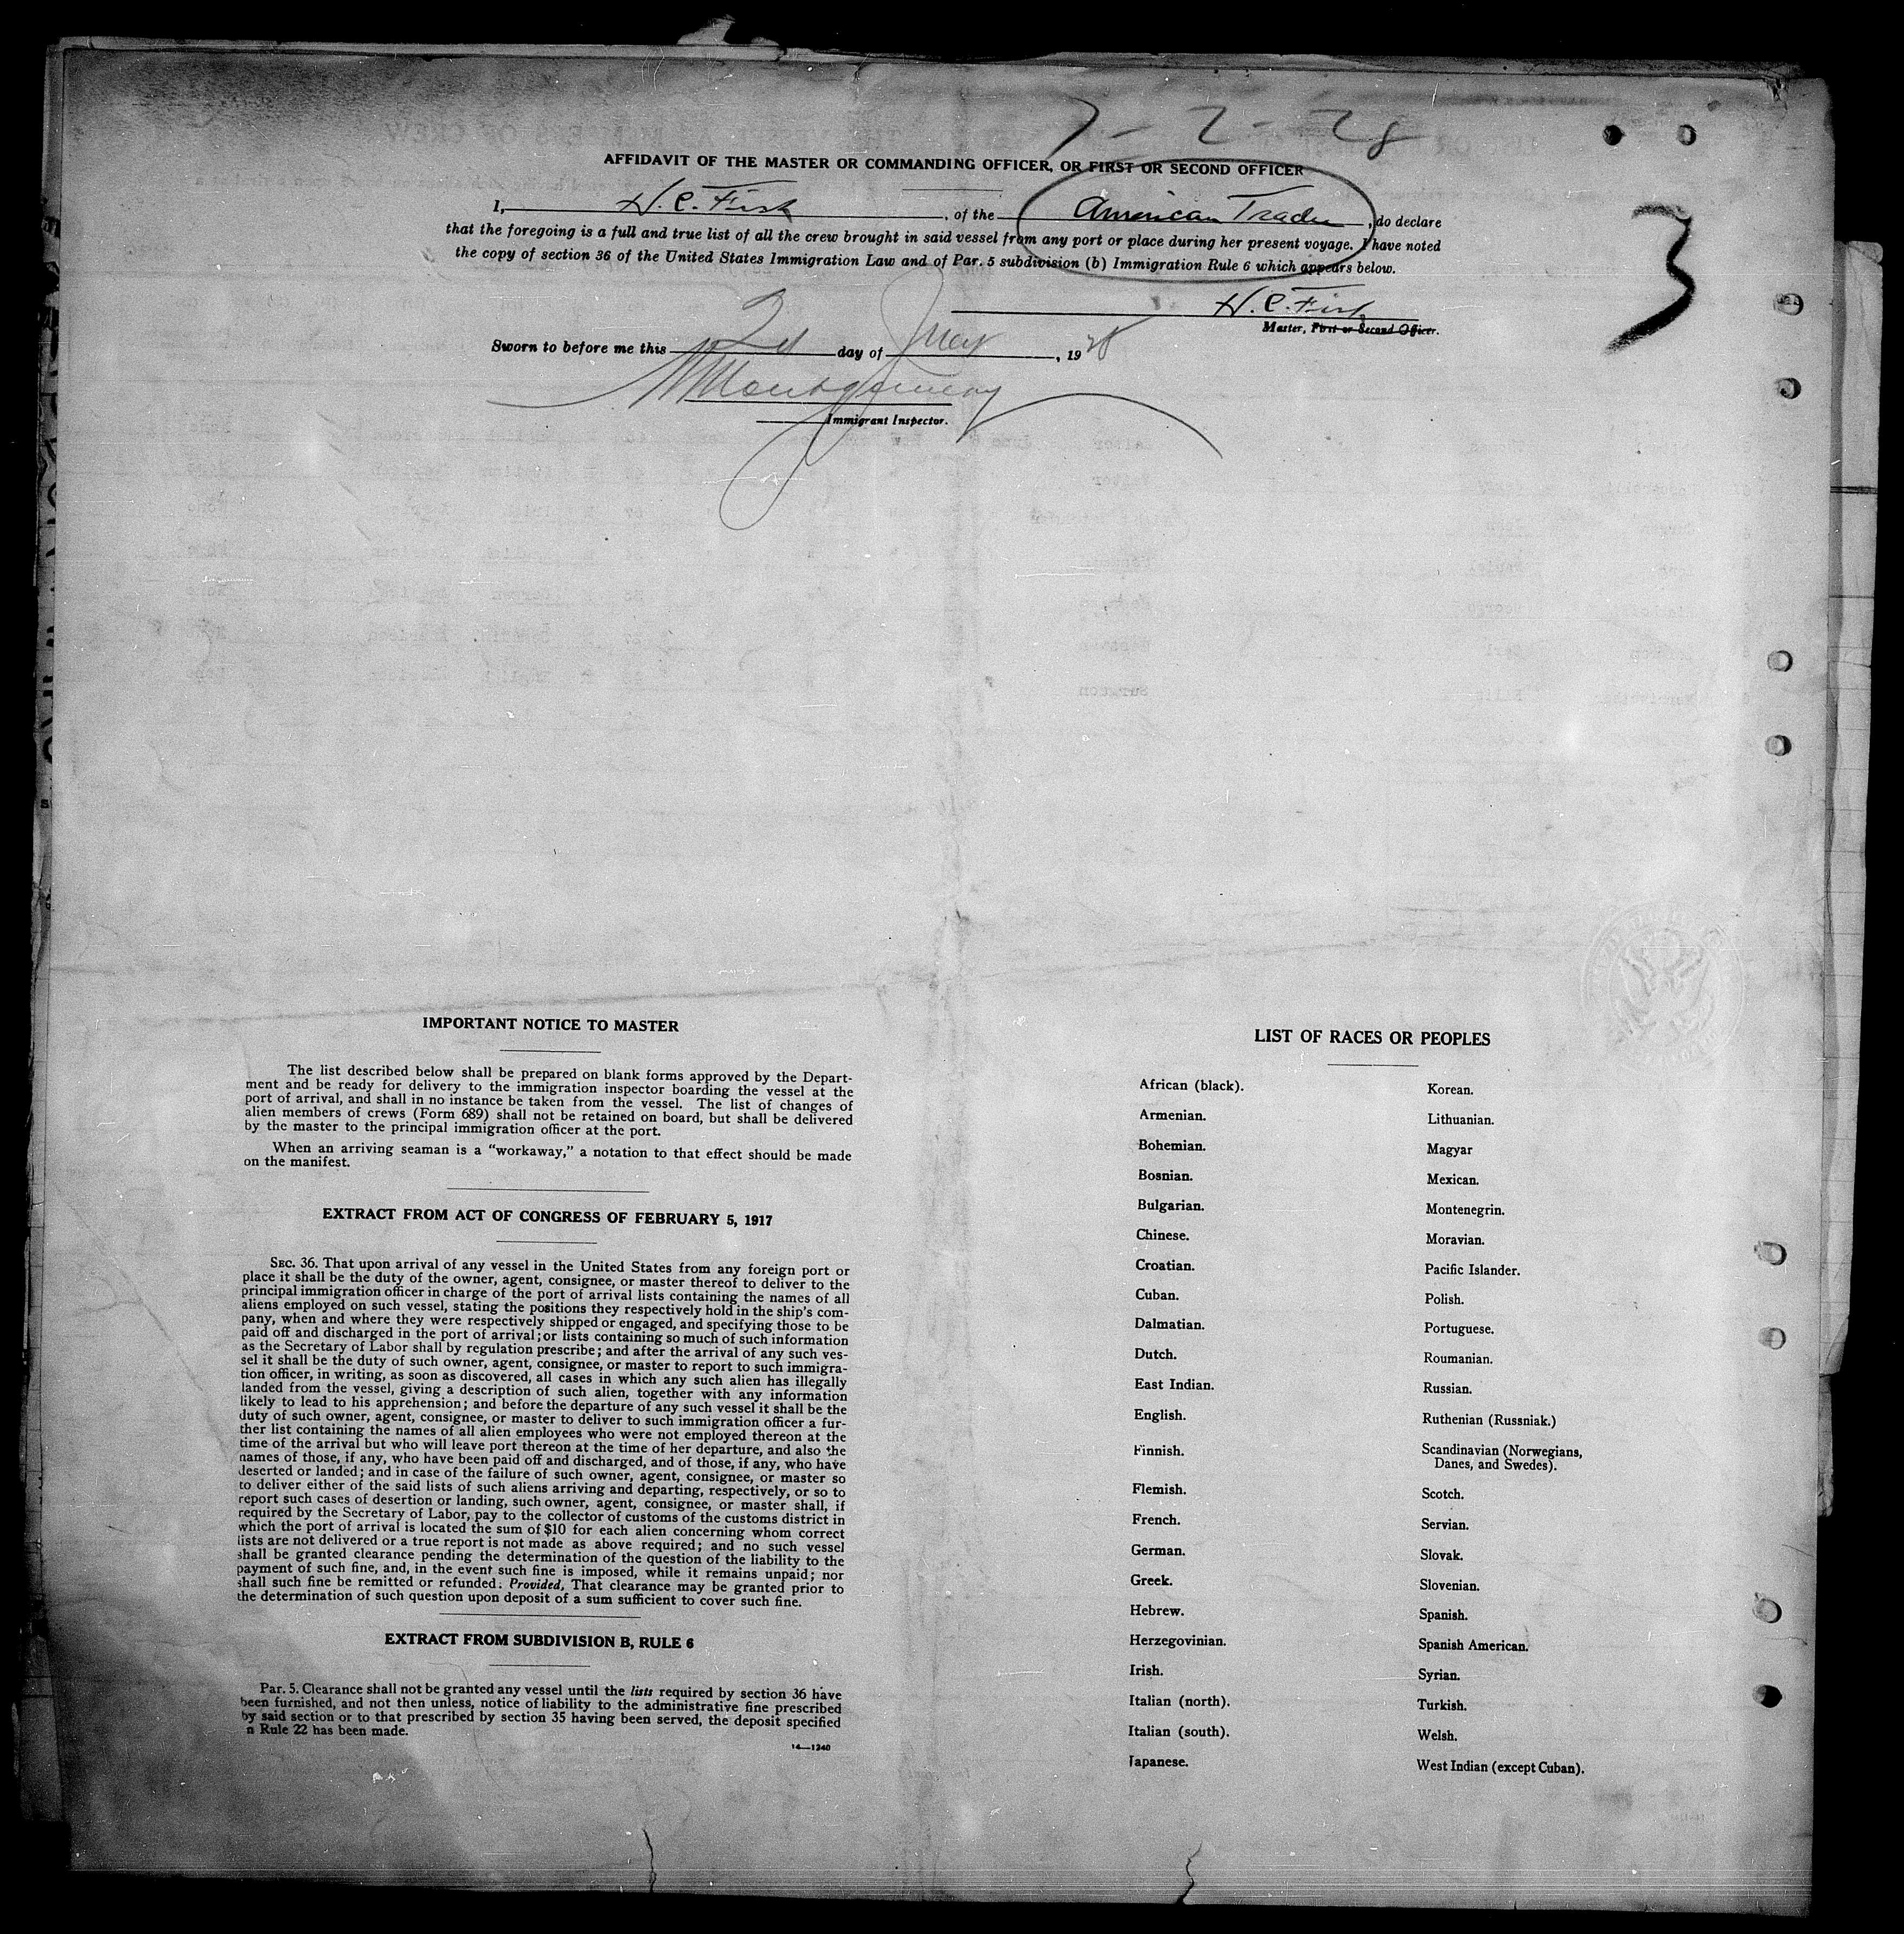 7-2-28
AFFIDAVIT OF THE MASTER OR COMMANDING OFFICER, OR FIRST OR SECOND OFFICER
I, H. C. Fish, of the American Trader, do declare
that the foregoing is a full and true list of all the crew brought in said vessel from any port or place during her present voyage. I have noted
the copy of section 36 of the United States Immigration Law and of Par. 5 subdivision (b) Immigration Rule 6 which appears below.
3
H. C. Fish
Master, First or Second Officer.
Sworn to before me this 2d day of , 1928
Montgomery
Immigrant Inspector.
IMPORTANT NOTICE TO MASTER
The list described below shall be prepared on blank forms approved by the Depart-
ment and be ready for delivery to the immigration inspector boarding the vessel at the
port of arrival, and shall in no instance be taken from the vessel. The list of changes of
alien members of crews (Form 689) shall not be retained on board, but shall be delivered
by the master to the principal immigration officer at the port.
When an arriving seaman is a "workaway," a notation to that effect should be made
on the manifest.
EXTRACT FROM ACT OF CONGRESS OF FEBRUARY 5, 1917
SEC. 36. That upon arrival of any vessel in the United States from any foreign port or
place it shall be the duty of the owner, agent, consignee, or master thereof to deliver to the
principal immigration officer in charge of the port of arrival lists containing the names of all
aliens employed on such vessel, stating the positions they respectively hold in the ship's com-
pany, when and where they were respectively shipped or engaged, and specifying those to be
paid off and discharged in the port of arrival; or lists containing so much of such information
as the Secretary of Labor shall by regulation prescribe; and after the arrival of any such ves-
sel it shall be the duty of such owner, agent, consignee, or master to report to such immigra-
tion officer, in writing, as soon as discovered, all cases in which any such alien has illegally
landed from the vessel, giving a description of such alien, together with any information
likely to lead to his apprehension; and before the departure of any such vessel it shall be the
duty of such owner, agent, consignee, or master to deliver to such immigration officer a fur-
ther list containing the names of all alien employees who were not employed thereon at the
time of the arrival but who will leave port thereon at the time of her departure, and also the
names of those, if any, who have been paid off and discharged, and of those, if any, who have
deserted or landed; and in case of the failure of such owner, agent, consignee, or master so
to deliver either of the said lists of such aliens arriving and departing, respectively, or so to
report such cases of desertion or landing, such owner, agent, consignee, or master shall, if
required by the Secretary of Labor, pay to the collector of customs of the customs district in
which the port of arrival is located the sum of $10 for each alien concerning whom correct
lists are not delivered or a true report is not made as above required; and no such vessel
shall be granted clearance pending the determination of the question of the liability to the
payment of such fine, and, in the event such fine is imposed, while it remains unpaid; nor
shall such fine be remitted or refunded: Provided, That clearance may be granted prior to
the determination of such question upon deposit of a sum sufficient to cover such fine.
EXTRACT FROM SUBDIVISION B, RULE 6
Par. 5. Clearance shall not be granted any vessel until the lists required by section 36 have
been furnished, and not then unless, notice of liability to the administrative fine prescribed
by said section or to that prescribed by section 35 having been served, the deposit specified
n Rule 22 has been made.
14—1240
LIST OF RACES OR PEOPLES
African (black).
Armenian.
Bohemian.
Bosnian.
Bulgarian.
Chinese.
Croatian.
Cuban.
Dalmatian.
Dutch.
East Indian.
English.
Finnish.
Flemish.
French.
German.
Greek.
Hebrew.
Herzegovinian.
Irish.
Italian (north).
Italian (south).
Japanese.
Korean.
Lithuanian.
Magyar
Mexican.
Montenegrin.
Moravian.
Pacific Islander.
Polish.
Portuguese.
Roumanian.
Russian.
Ruthenian (Russniak.)
Scandinavian (Norwegians,
Danes, and Swedes).
Scotch.
Servian.
Slovak.
Slovenian.
Spanish.
Spanish American.
Syrian.
Turkish.
Welsh.
West Indian (except Cuban).